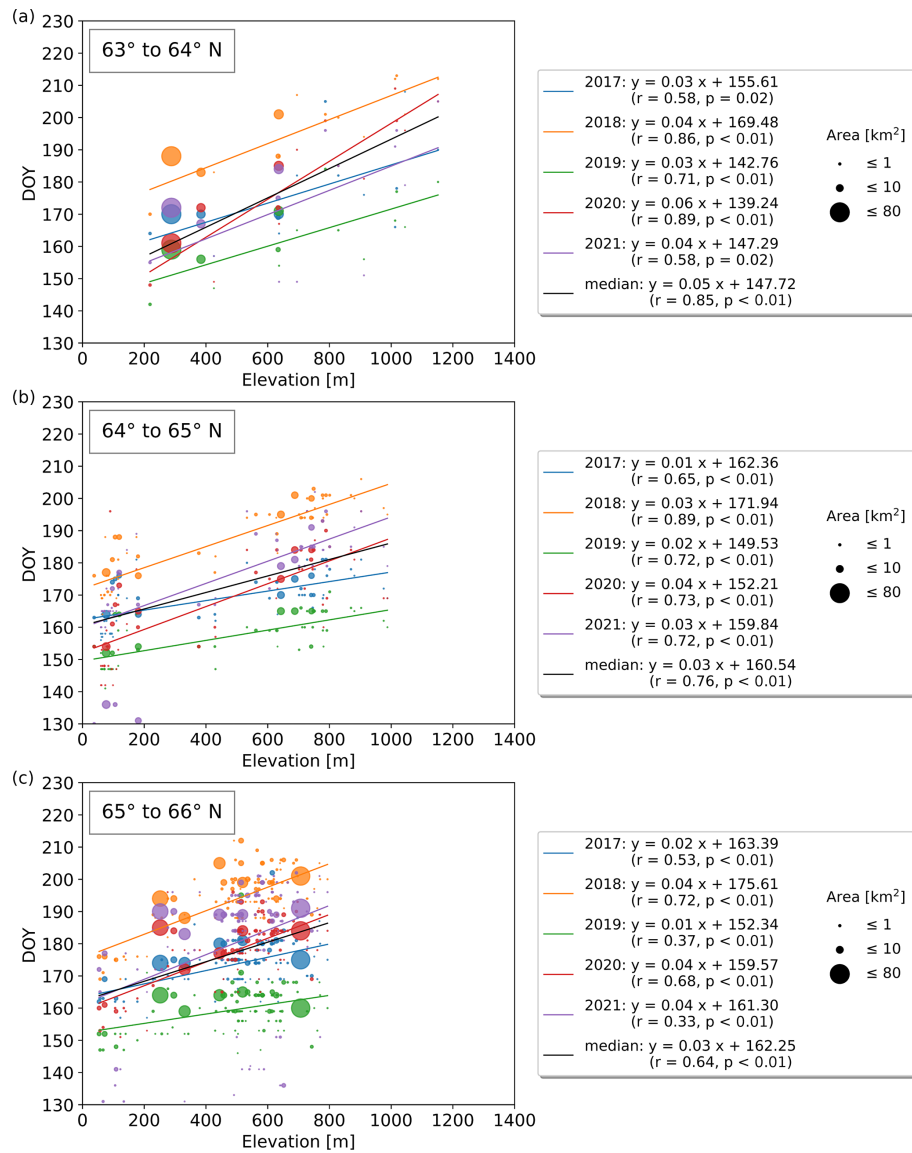 (a)
63° to 64° N
230
220
210
200
190
180
170
160
150
140
130
DOY
0 200 400 600 800 1000 1200 1400
Elevation [m]
2017: y = 0.03 x + 155.61
(r = 0.58, p = 0.02)
2018: y = 0.04 x + 169.48
(r = 0.86, p < 0.01)
2019: y = 0.03 x + 142.76
(r = 0.71, p < 0.01)
2020: y = 0.06 x + 139.24
(r = 0.89, p < 0.01)
2021: y = 0.04 x + 147.29
(r = 0.58, p = 0.02)
median: y = 0.05 x + 147.72
(r = 0.85, p < 0.01)
Area [km²]
≤ 1
≤ 10
≤ 80
(b)
64° to 65° N
230
220
210
200
190
180
170
160
150
140
130
DOY
0 200 400 600 800 1000 1200 1400
Elevation [m]
2017: y = 0.01 x + 162.36
(r = 0.65, p < 0.01)
2018: y = 0.03 x + 171.94
(r = 0.89, p < 0.01)
2019: y = 0.02 x + 149.53
(r = 0.72, p < 0.01)
2020: y = 0.04 x + 152.21
(r = 0.73, p < 0.01)
2021: y = 0.03 x + 159.84
(r = 0.72, p < 0.01)
median: y = 0.03 x + 160.54
(r = 0.76, p < 0.01)
Area [km²]
≤ 1
≤ 10
≤ 80
(c)
65° to 66° N
230
220
210
200
190
180
170
160
150
140
130
DOY
0 200 400 600 800 1000 1200 1400
Elevation [m]
2017: y = 0.02 x + 163.39
(r = 0.53, p < 0.01)
2018: y = 0.04 x + 175.61
(r = 0.72, p < 0.01)
2019: y = 0.01 x + 152.34
(r = 0.37, p < 0.01)
2020: y = 0.04 x + 159.57
(r = 0.68, p < 0.01)
2021: y = 0.04 x + 161.30
(r = 0.33, p < 0.01)
median: y = 0.03 x + 162.25
(r = 0.64, p < 0.01)
Area [km²]
≤ 1
≤ 10
≤ 80